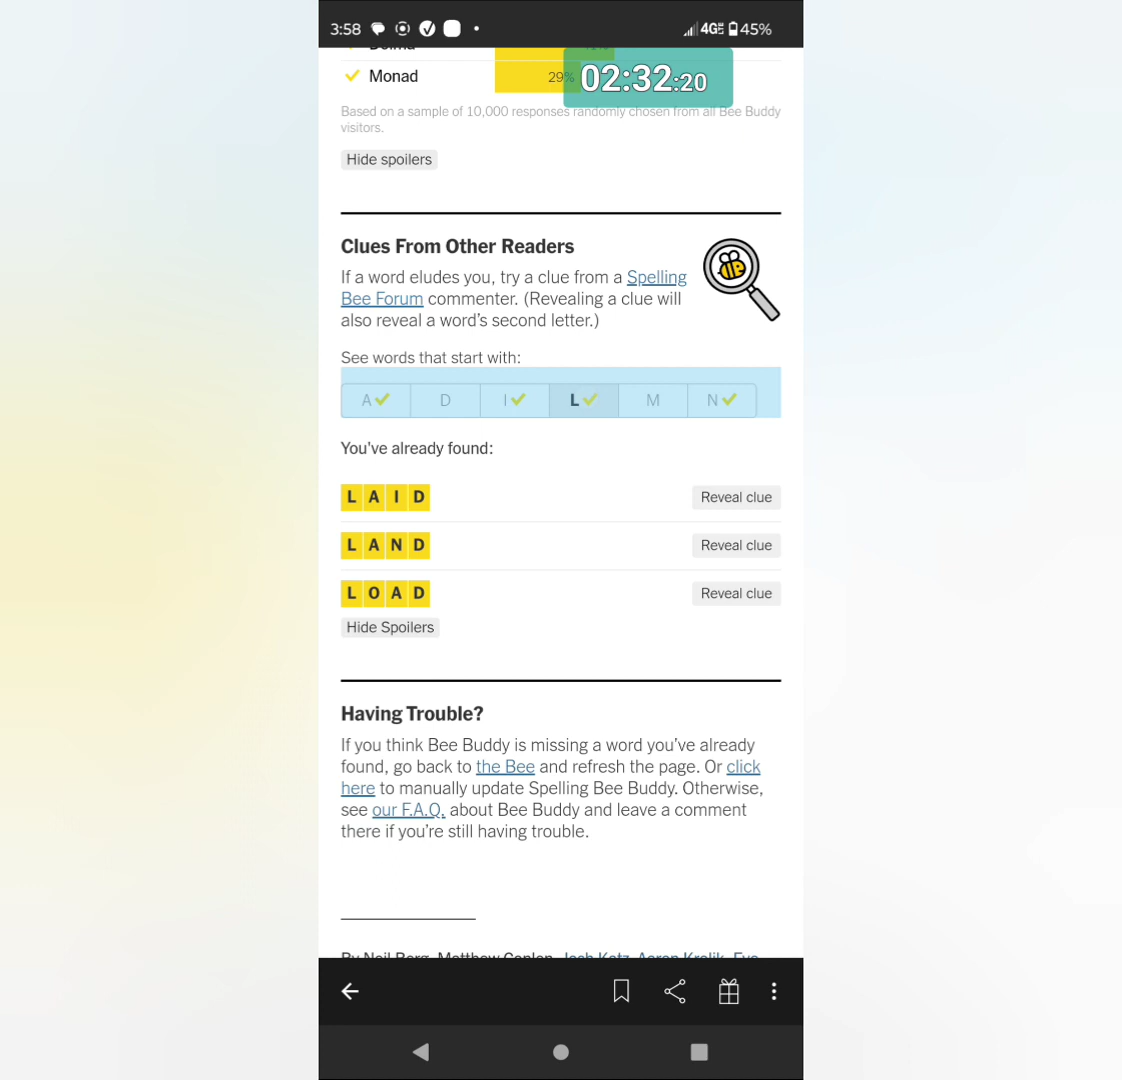 3:58
4GE 45%
Monad 29%
02:32:20
Based on a sample of 10,000 responses randomly chosen from all Bee Buddy
visitors.
Hide spoilers
Clues From Other Readers
If a word eludes you, try a clue from a Spelling
Bee Forum commenter. (Revealing a clue will
also reveal a word's second letter.)
See words that start with:
A D I L M N
You've already found:
LAID Reveal clue
LAND Reveal clue
LOAD Reveal clue
Hide Spoilers
Having Trouble?
If you think Bee Buddy is missing a word you've already
found, go back to the Bee and refresh the page. Or click
here to manually update Spelling Bee Buddy. Otherwise,
see our F.A.Q. about Bee Buddy and leave a comment
there if you're still having trouble.